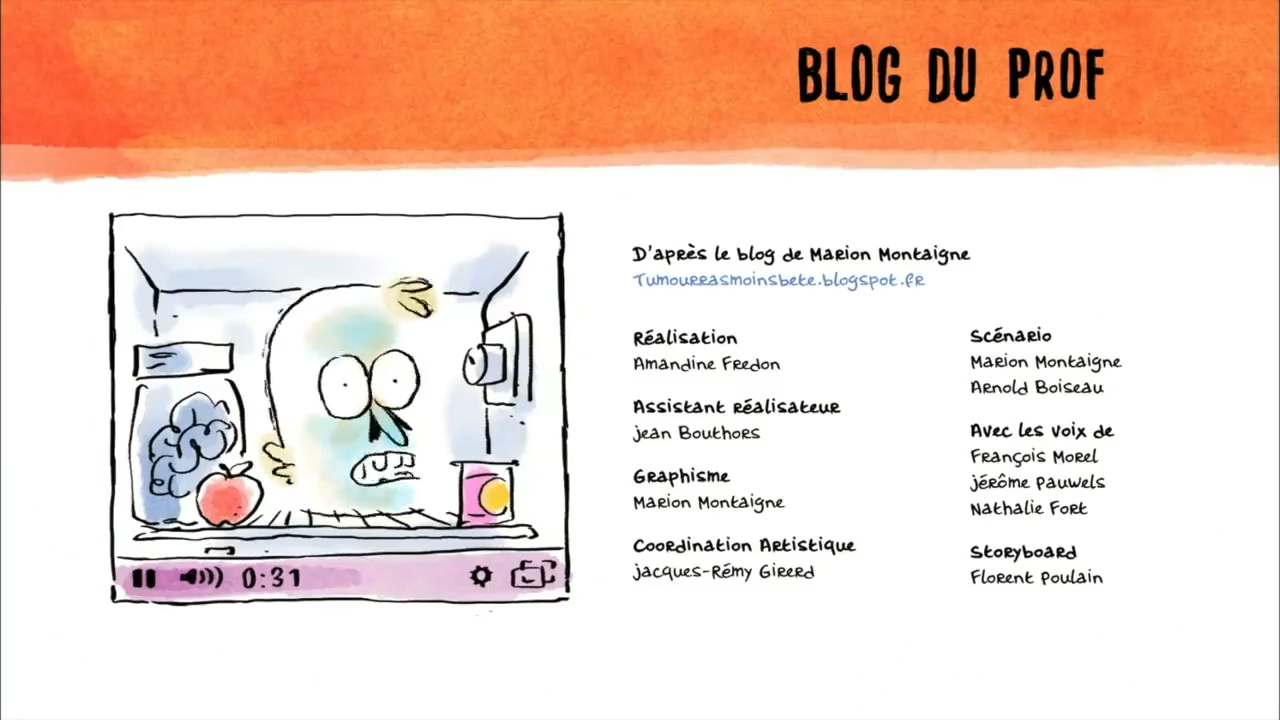 BLOG DU PROF
D'après le blog de Marion Montaigne
Tumourrasmoinsbete.blogspot.fr
Réalisation
Amandine Fredon
Assistant réalisateur
jean Bouthors
Graphisme
Marion Montaigne
Coordination Artistique
jacques-Rémy Girerd
Scénario
Marion Montaigne
Arnold Boiseau
Avec les voix de
François Morel
jérôme Pauwels
Nathalie Fort
Storyboard
Florent Poulain
0:31